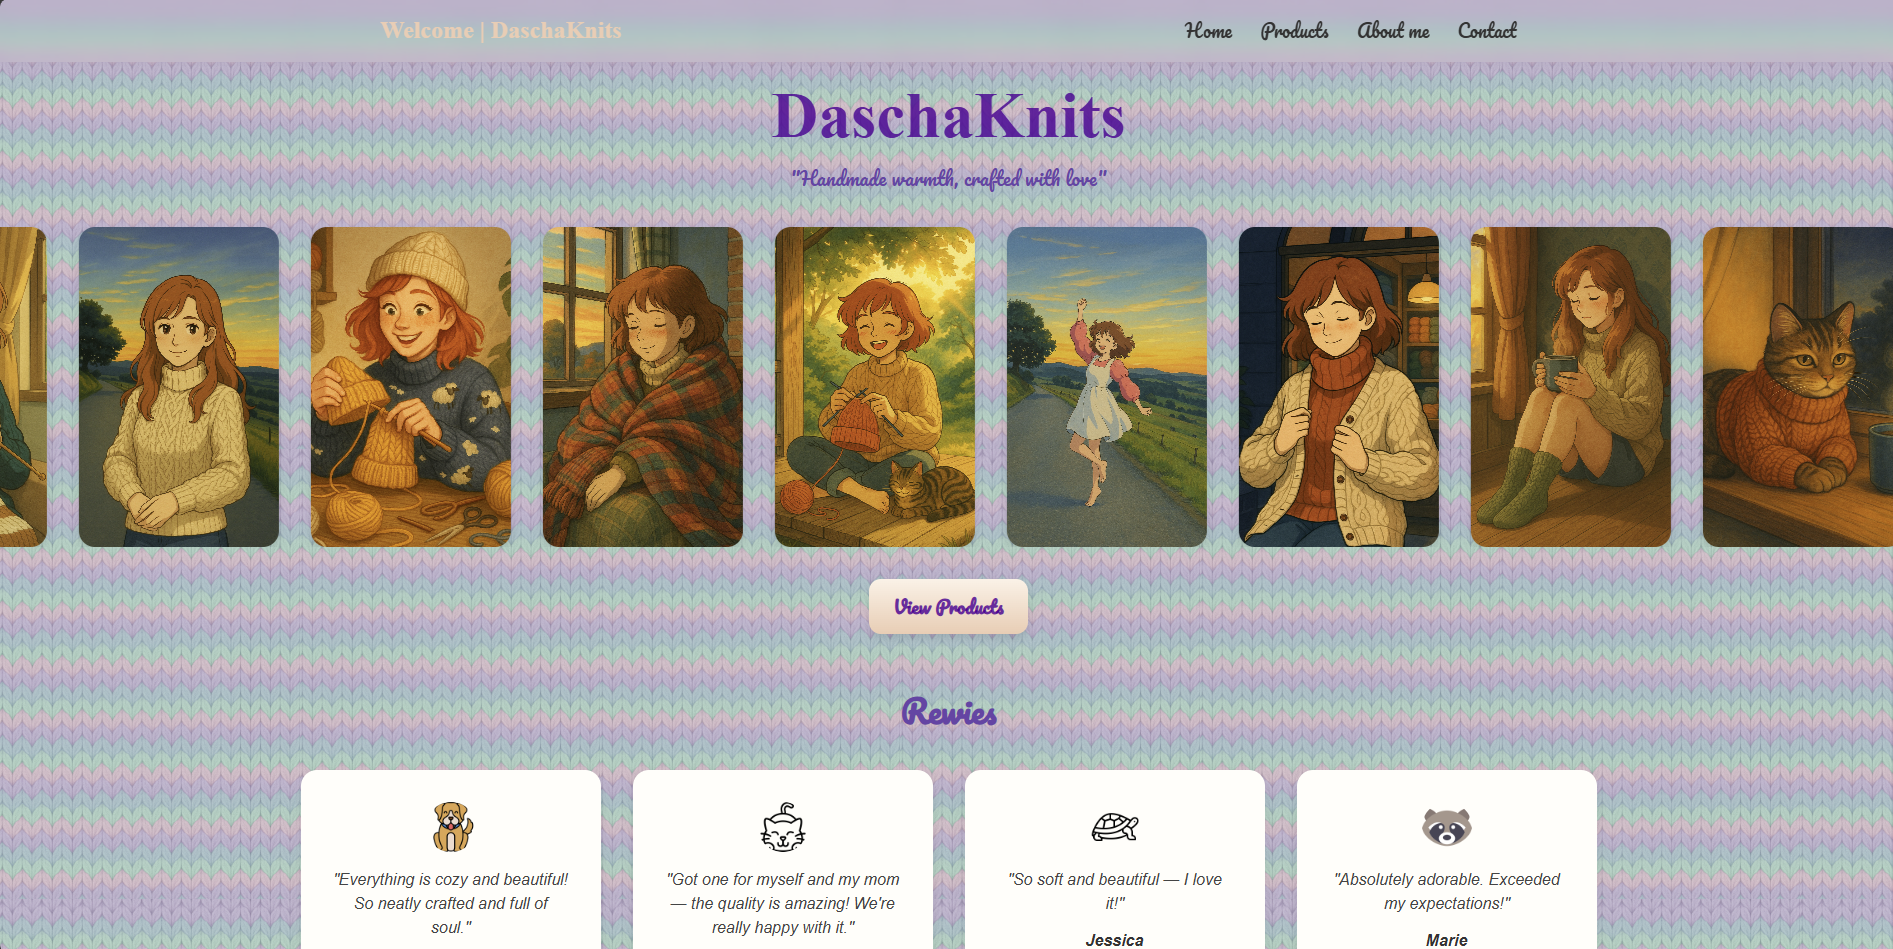 Welcome | DaschaKnits
Home Products About me Contact
DaschaKnits
"Handmade warmth, crafted with love"
View Products
Rewies
"Everything is cozy and beautiful!
So neatly crafted and full of
soul."
"Got one for myself and my mom
— the quality is amazing! We're
really happy with it."
"So soft and beautiful — I love
it!"
Jessica
"Absolutely adorable. Exceeded
my expectations!"
Marie